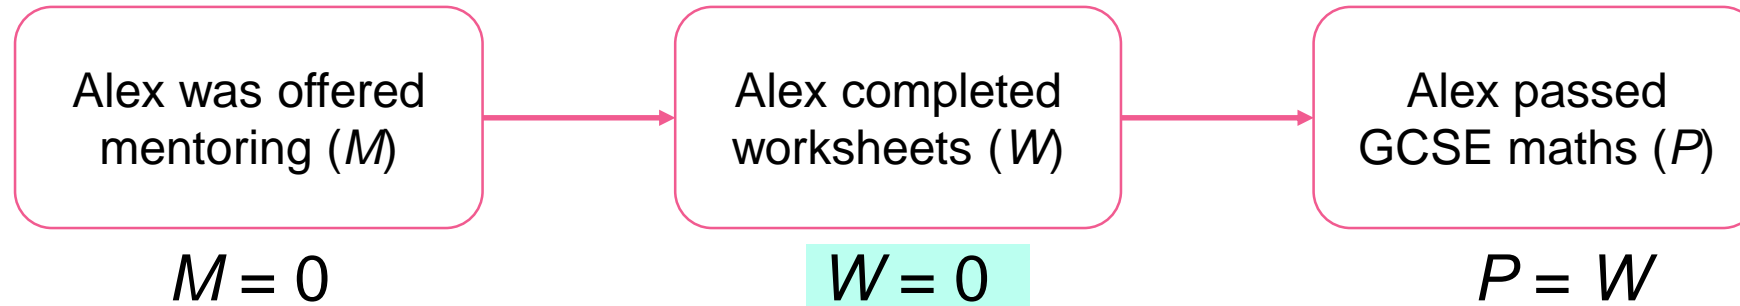 Alex was offered
mentoring (M)
Alex completed
worksheets (W)
Alex passed
GCSE maths (P)
M = 0
W = 0
P = W